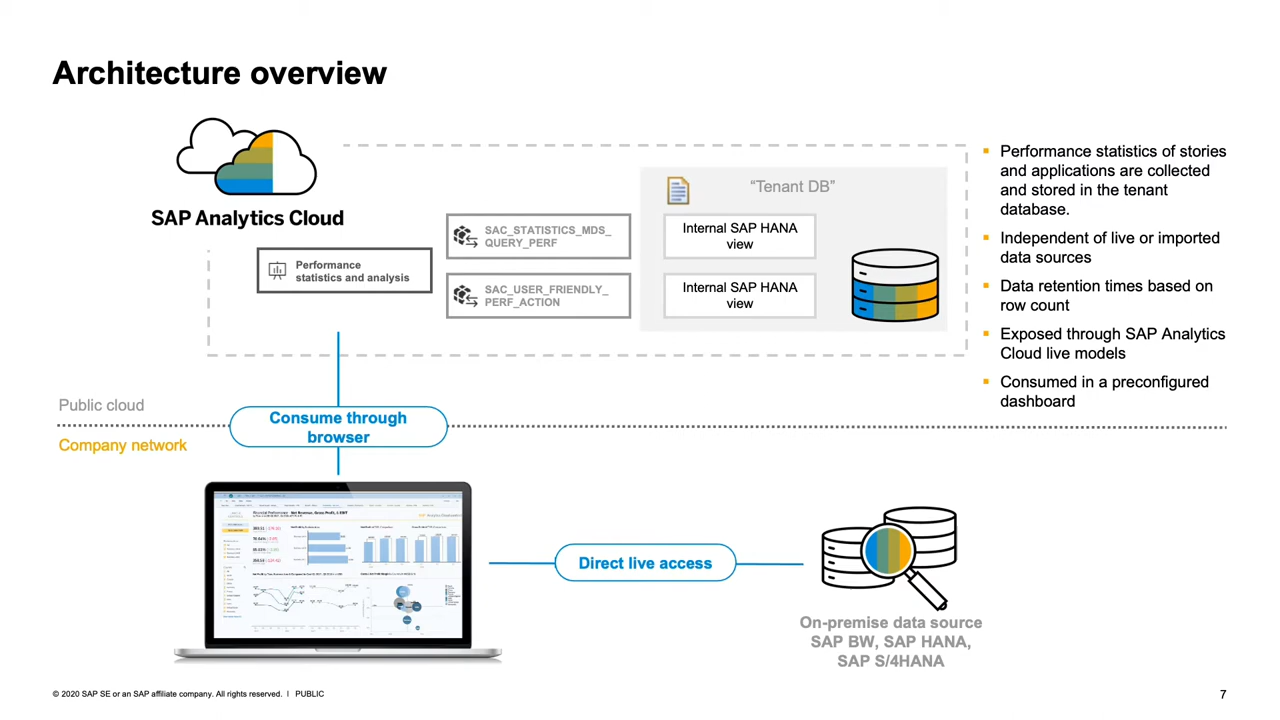 Architecture overview
SAP Analytics Cloud
Performance
statistics and analysis
SAC_STATISTICS_MDS_
QUERY_PERF
SAC_USER_FRIENDLY_
PERF_ACTION
“Tenant DB”
Internal SAP HANA
view
Internal SAP HANA
view
Performance statistics of stories
and applications are collected
and stored in the tenant
database.
Independent of live or imported
data sources
Data retention times based on
row count
Exposed through SAP Analytics
Cloud live models
Consumed in a preconfigured
dashboard
Public cloud
Consume through
browser
Company network
Direct live access
On-premise data source
SAP BW, SAP HANA,
SAP S/4HANA
© 2020 SAP SE or an SAP affiliate company. All rights reserved. I PUBLIC
7